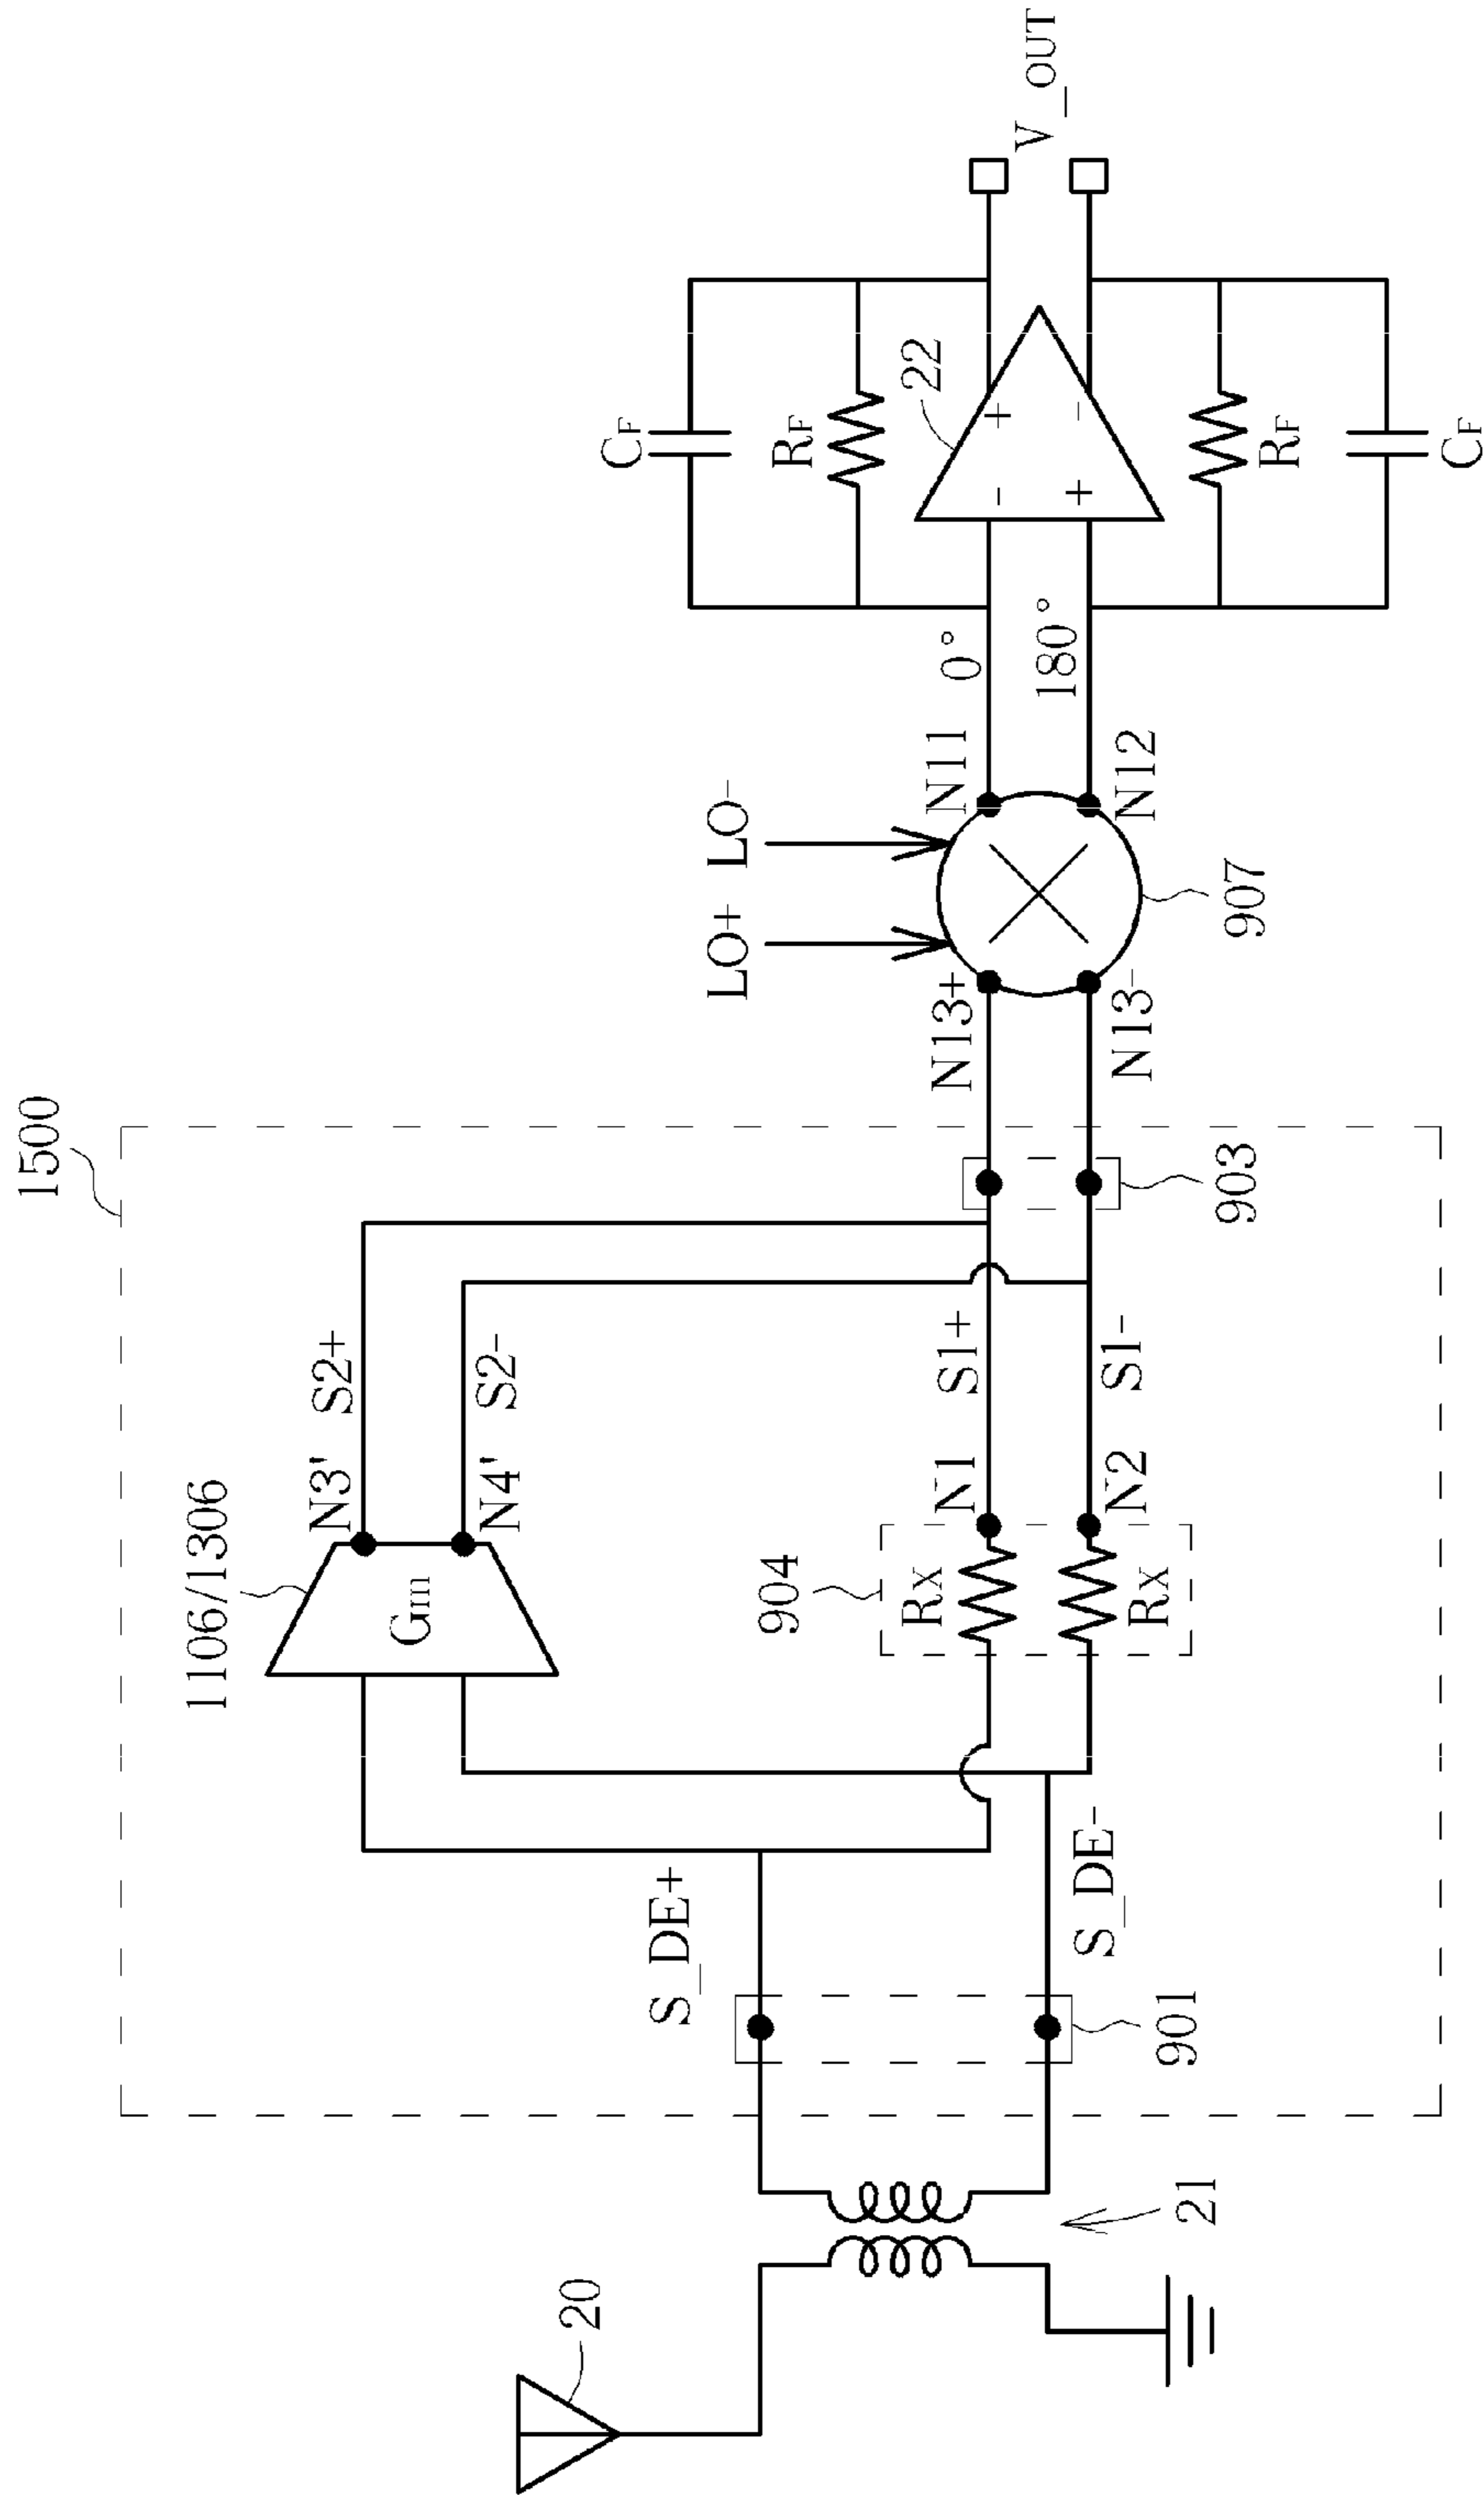 1500
1106/1306
Gm
N3'
S2+
N4'
S2-
20
S_DE+
904
Rx
N1
S1+
Rx
N2
S1-
S_DE-
901
21
903
LO+
LO-
N13+
N11
N13-
N12
907
0°
180°
CF
RF
22
-
+
+
-
RF
CF
V_OUT